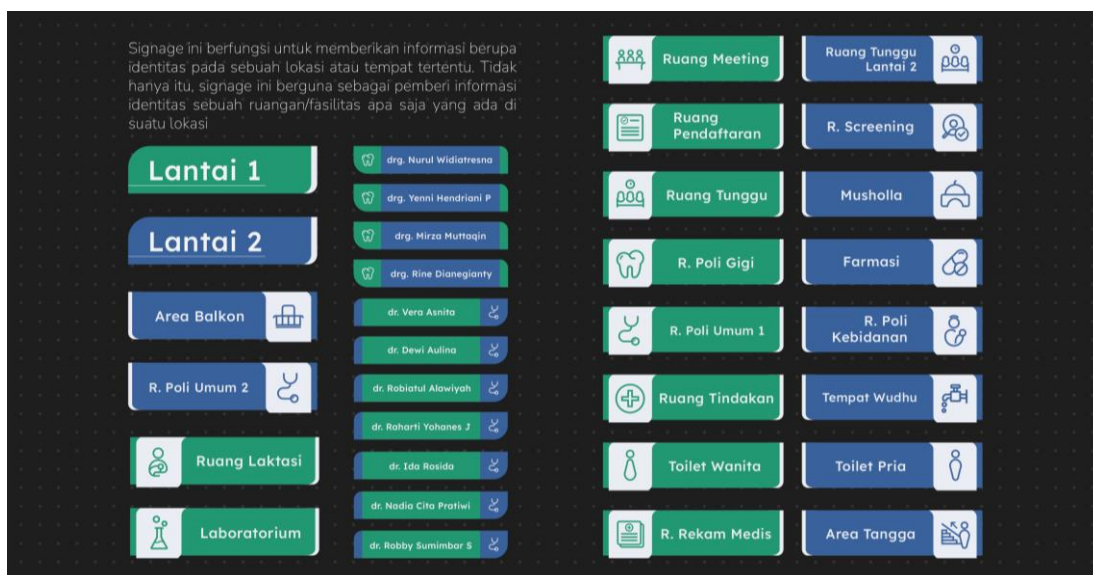 Signage ini berfungsi untuk memberikan informasi berupa
identitas pada sebuah lokasi atau tempat tertentu. Tidak
hanya itu, signage ini berguna sebagai pemberi informasi
identitas sebuah ruangan/fasilitas apa saja yang ada di
suatu lokasi
Lantai 1
Lantai 2
Area Balkon
R. Poli Umum 2
Ruang Laktasi
Laboratorium
drg. Nurul Widiatresna
drg. Yenni Hendriani P
drg. Mirza Muttaqin
drg. Rine Dianegianty
dr. Vera Asnita
dr. Dewi Aulina
dr. Robiatul Alawiyah
dr. Raharti Yohanes J
dr. Ida Rosida
dr. Nadia Cita Pratiwi
dr. Robby Sumimbar S
Ruang Meeting
Ruang
Pendaftaran
Ruang Tunggu
R. Poli Gigi
R. Poli Umum 1
Ruang Tindakan
Toilet Wanita
R. Rekam Medis
Ruang Tunggu
Lantai 2
R. Screening
Musholla
Farmasi
R. Poli
Kebidanan
Tempat Wudhu
Toilet Pria
Area Tangga